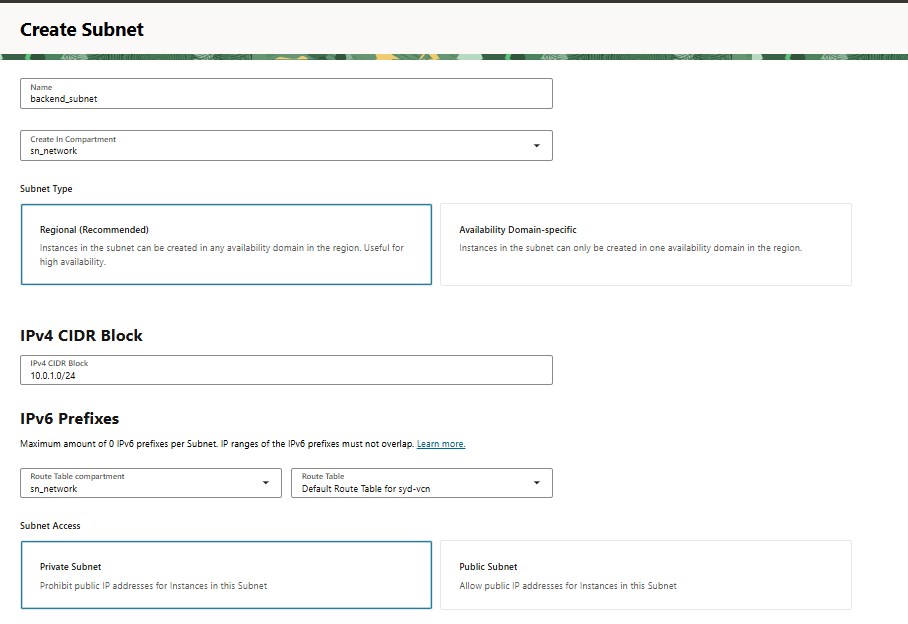 Create Subnet
Name
backend_subnet
Create In Compartment
sn_network
Subnet Type
Regional (Recommended)
Instances in the subnet can be created in any availability domain in the region. Useful for
high availability.
Availability Domain-specific
Instances in the subnet can only be created in one availability domain in the region.
IPv4 CIDR Block
IPv4 CIDR Block
10.0.1.0/24
IPv6 Prefixes
Maximum amount of 0 IPv6 prefixes per Subnet. IP ranges of the IPv6 prefixes must not overlap. Learn more.
Route Table compartment
sn_network
Route Table
Default Route Table for syd-vcn
Subnet Access
Private Subnet
Prohibit public IP addresses for Instances in this Subnet
Public Subnet
Allow public IP addresses for Instances in this Subnet